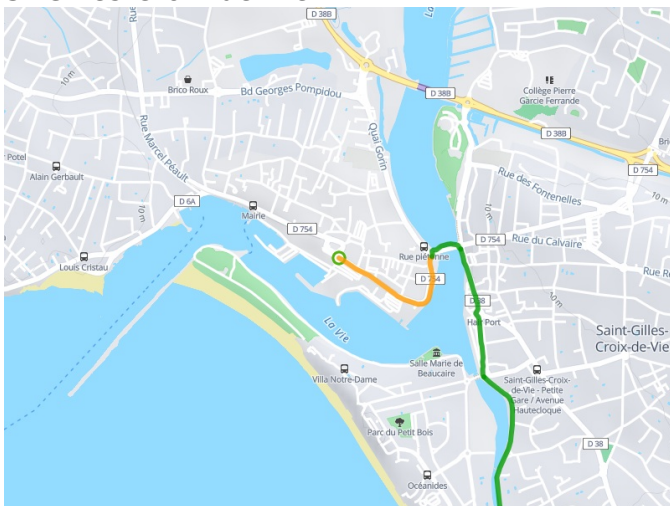 D 38B
Brico Roux
Bd Georges Pompidou
D 38B
Collège Pierre
Garcie Ferrande
10 m
Rue Marcel Péault
Quai Gorin
D 38B
Potel
Alain Gerbault
D 754
Rue des Fontenelles
10 m
D 6A
10 m
Mairie
D 754
Rue piétonne
D 754
Rue du Calvaire
Louis Cristau
D 754
D 38
10 m
La Vie
Haïr Port
Saint-Gilles-
Croix-de-Vie
Salle Marie de
Beaucaire
Villa Notre-Dame
Saint-Gilles-Croix-
de-Vie - Petite
Gare / Avenue
Hautecloque
Parc du Petit Bois
D 38
Océanides